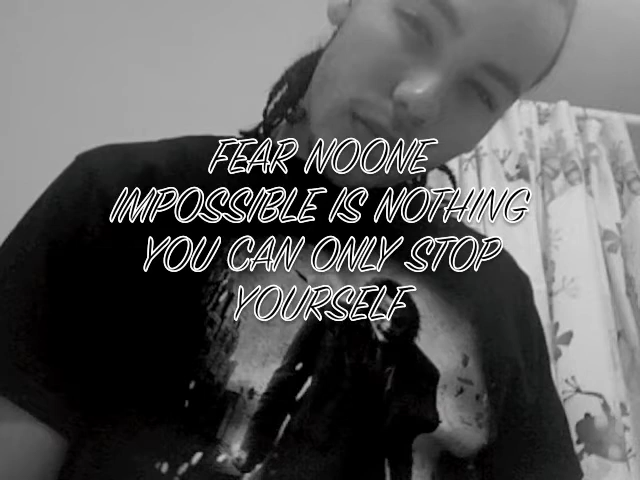 FEAR NOONE
IMPOSSIBLE IS NOTHING
YOU CAN ONLY STOP
YOURSELF